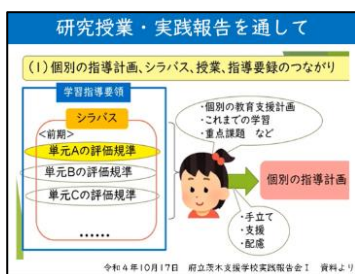 研究授業・実践報告を通して
(1)個別の指導計画、シラバス、授業、指導要録のつながり
学習指導要領
シラバス
<前期>
単元Aの評価規準
単元Bの評価規準
単元Cの評価規準
……
・個別の教育支援計画
・これまでの学習
・重点課題 など
個別の指導計画
・手立て
・支援
・配慮
令和4年10月17日 府立茨木支援学校実践報告会Ⅰ 資料より